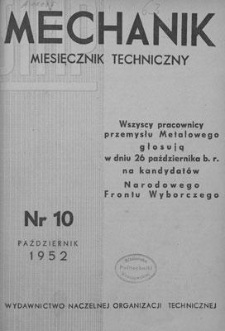 MECHANIK
MIESIĘCZNIK TECHNICZNY
Wszyscy pracownicy
przemysłu Metalowego
głosują
w dniu 26 października b. r.
na kandydatów
Narodowego
Frontu Wyborczego
Nr 10
PAŹDZIERNIK
1952
WYDAWNICTWO NACZELNEJ ORGANIZACJI TECHNICZNEJ